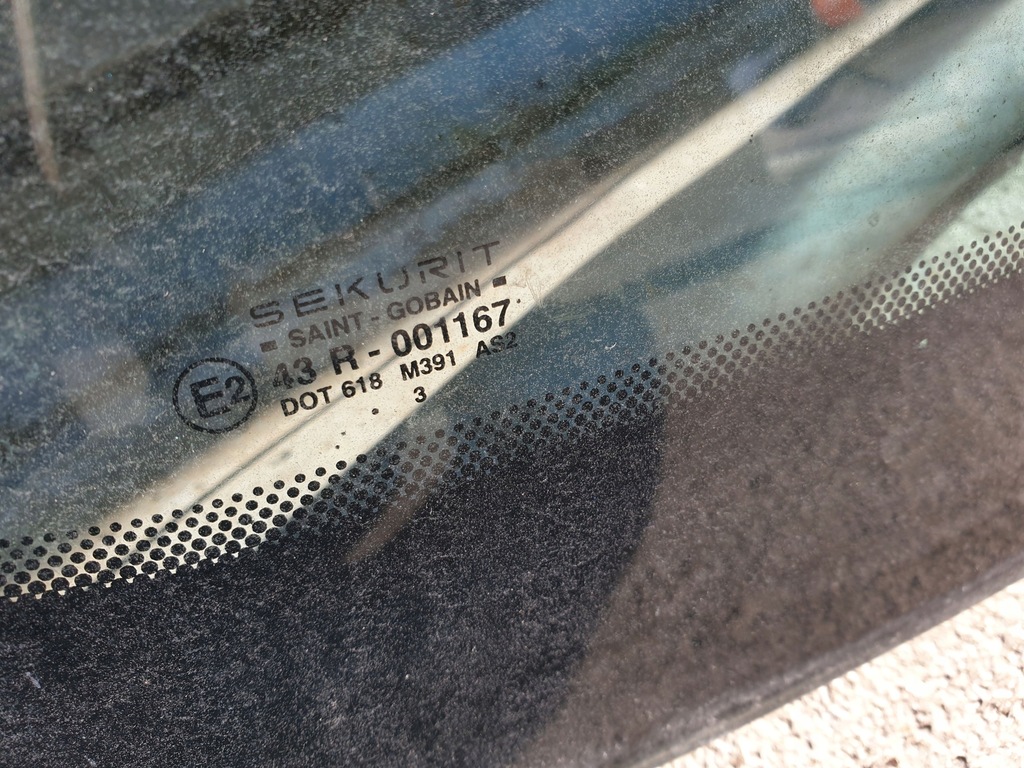 SEKURIT
▪ SAINT-GOBAIN ▪
E2 43 R - 001167
DOT 618 M391 AS2
. 3